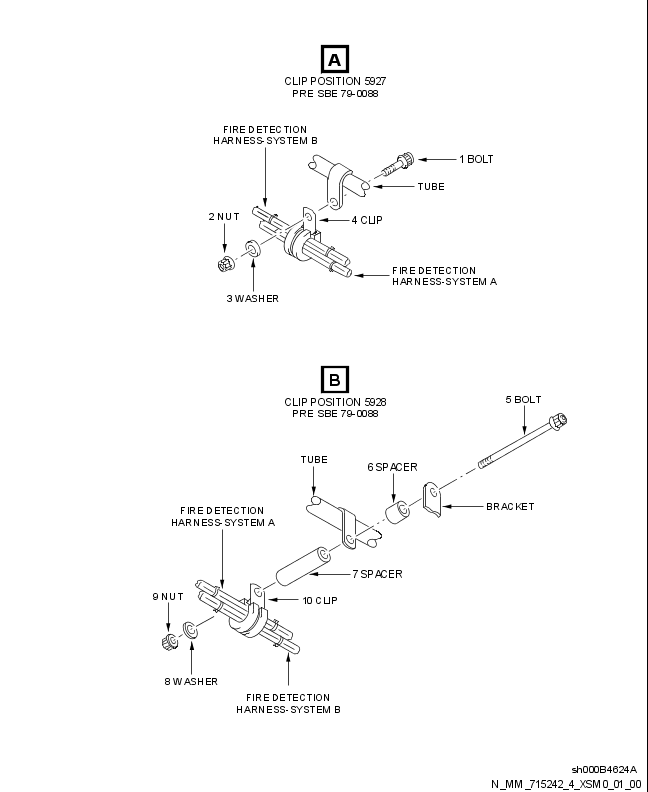 A
CLIP POSITION 5927
PRE SBE 79-0088
FIRE DETECTION
HARNESS-SYSTEM B
1 BOLT
TUBE
2 NUT
4 CLIP
FIRE DETECTION
HARNESS-SYSTEM A
3 WASHER
B
CLIP POSITION 5928
PRE SBE 79-0088
5 BOLT
TUBE
6 SPACER
BRACKET
FIRE DETECTION
HARNESS-SYSTEM A
7 SPACER
9 NUT
10 CLIP
8 WASHER
FIRE DETECTION
HARNESS-SYSTEM B
sh000B4624A
N_MM_715242_4_XSM0_01_00